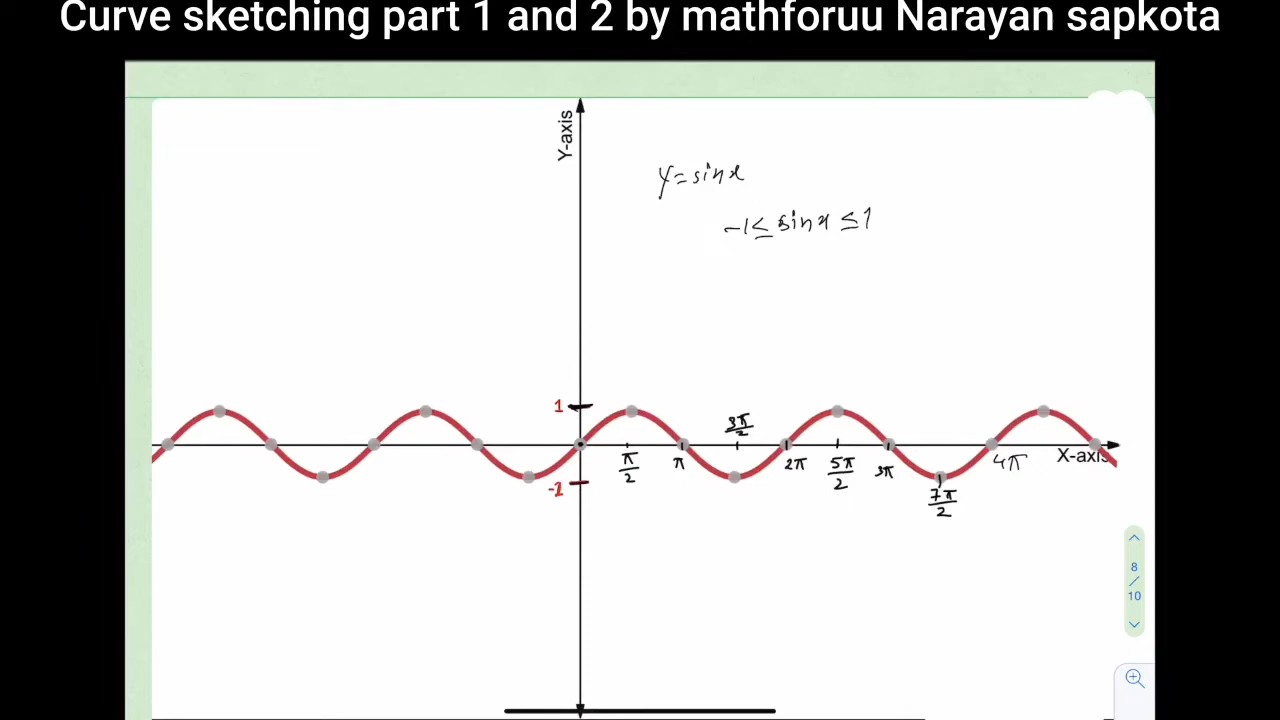 Curve sketching part 1 and 2 by mathforuu Narayan sapkota
Y-axis
y = sinx
-1 ≤ sinx ≤ 1
1
3π/2
π/2
π
2π
5π/2
3π
4π
X-axis
7π/2
8
/
10